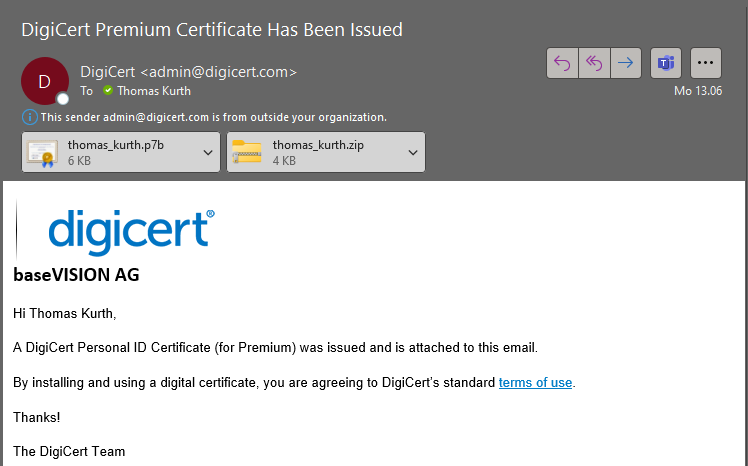 DigiCert Premium Certificate Has Been Issued
D
DigiCert <admin@digicert.com>
To Thomas Kurth
Mo 13.06
This sender admin@digicert.com is from outside your organization.
thomas_kurth.p7b
6 KB
thomas_kurth.zip
4 KB
digicert®
baseVISION AG
Hi Thomas Kurth,
A DigiCert Personal ID Certificate (for Premium) was issued and is attached to this email.
By installing and using a digital certificate, you are agreeing to DigiCert's standard terms of use.
Thanks!
The DigiCert Team